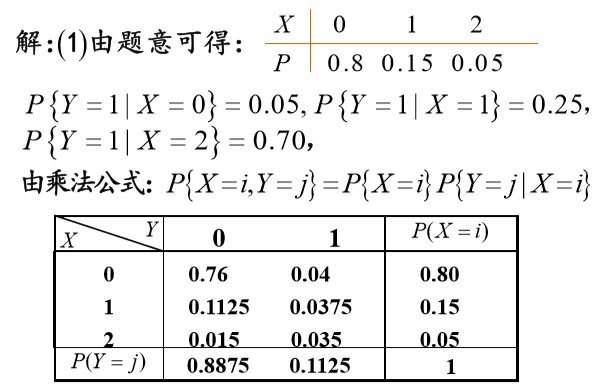 解:(1)由题意可得: X 0 1 2
P 0.8 0.15 0.05
P{Y=1|X=0}=0.05, P{Y=1|X=1}=0.25,
P{Y=1|X=2}=0.70,
由乘法公式: P{X=i,Y=j}=P{X=i}P{Y=j|X=i}
X Y 0 1 P(X=i)
0 0.76 0.04 0.80
1 0.1125 0.0375 0.15
2 0.015 0.035 0.05
P(Y=j) 0.8875 0.1125 1